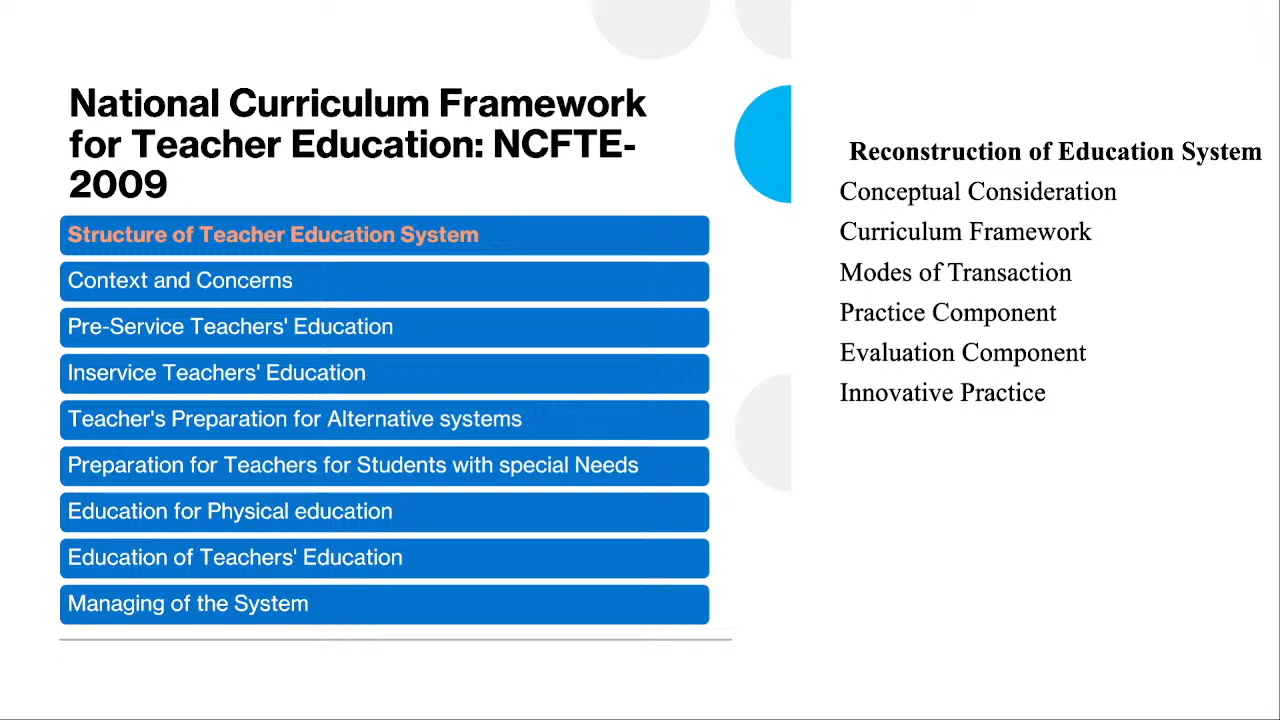 National Curriculum Framework
for Teacher Education: NCFTE-
2009
Structure of Teacher Education System
Context and Concerns
Pre-Service Teachers' Education
Inservice Teachers' Education
Teacher's Preparation for Alternative systems
Preparation for Teachers for Students with special Needs
Education for Physical education
Education of Teachers' Education
Managing of the System
Reconstruction of Education System
Conceptual Consideration
Curriculum Framework
Modes of Transaction
Practice Component
Evaluation Component
Innovative Practice